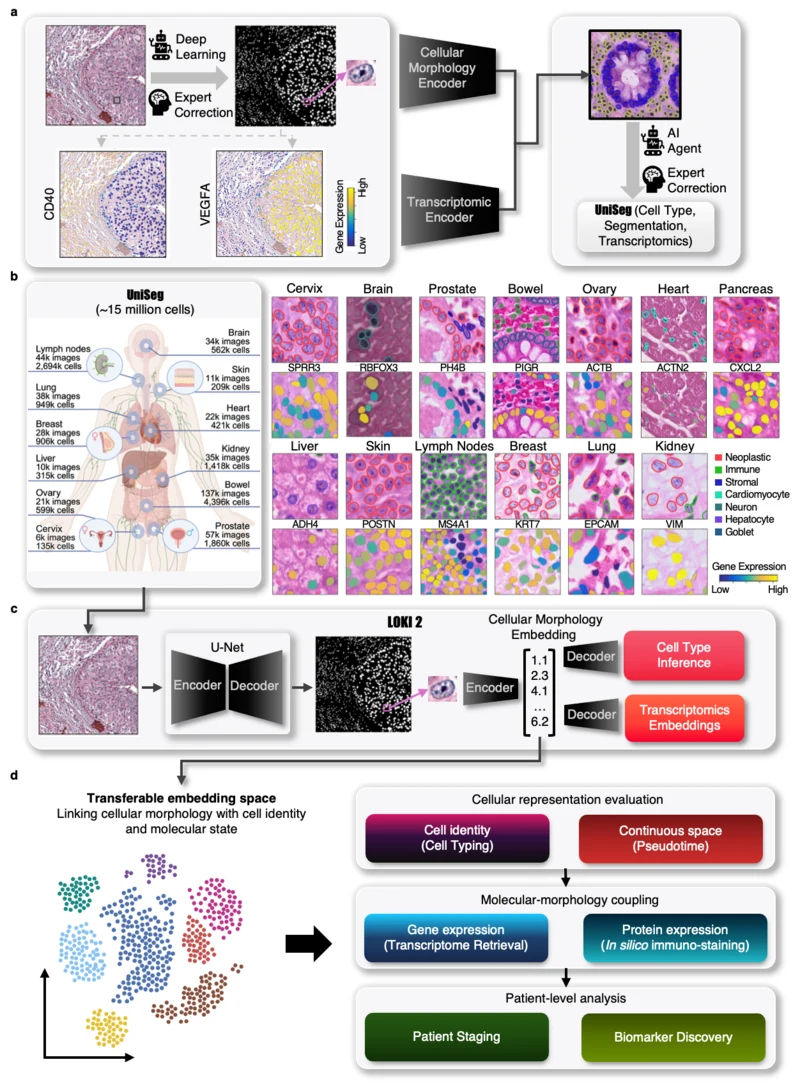 a
Deep
Learning
Expert
Correction
CD40
VEGFA
Gene Expression
Low
High
Cellular
Morphology
Encoder
Transcriptomic
Encoder
AI
Agent
Expert
Correction
UniSeg (Cell Type,
Segmentation,
Transcriptomics)
b
UniSeg
(~15 million cells)
Lymph nodes
44k images
2,694k cells
Lung
38k images
949k cells
Breast
28k images
906k cells
Liver
10k images
315k cells
Ovary
21k images
599k cells
Cervix
6k images
135k cells
Brain
34k images
562k cells
Skin
11k images
209k cells
Heart
22k images
421k cells
Kidney
35k images
1,418k cells
Bowel
137k images
4,396k cells
Prostate
57k images
1,860k cells
Cervix Brain Prostate Bowel Ovary Heart Pancreas
SPRR3 RBFOX3 PH4B PIGR ACTB ACTN2 CXCL2
Liver Skin Lymph Nodes Breast Lung Kidney
ADH4 POSTN MS4A1 KRT7 EPCAM VIM
Neoplastic
Immune
Stromal
Cardiomyocyte
Neuron
Hepatocyte
Goblet
Gene Expression
Low High
c
LOKI 2
U-Net
Encoder Decoder
Cellular Morphology
Embedding
Encoder
1.1
2.3
4.1
...
6.2
Decoder
Cell Type
Inference
Decoder
Transcriptomics
Embeddings
d
Transferable embedding space
Linking cellular morphology with cell identity
and molecular state
Cellular representation evaluation
Cell identity
(Cell Typing)
Continuous space
(Pseudotime)
Molecular-morphology coupling
Gene expression
(Transcriptome Retrieval)
Protein expression
(In silico immuno-staining)
Patient-level analysis
Patient Staging
Biomarker Discovery